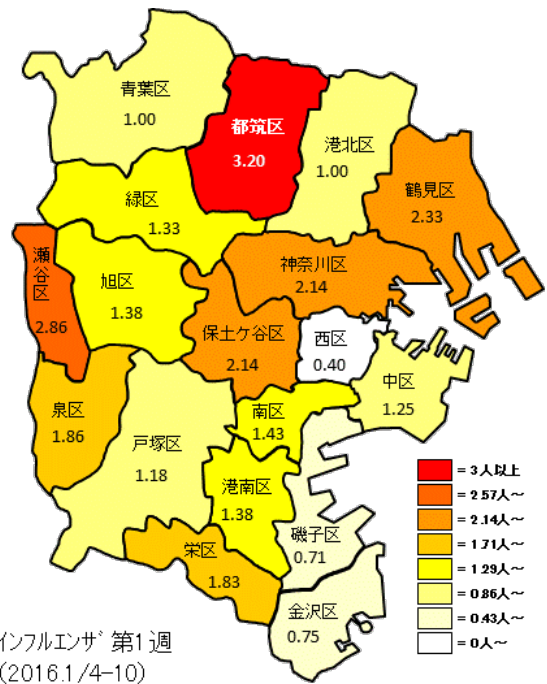 青葉区
1.00
都筑区
3.20
港北区
1.00
鶴見区
2.33
緑区
1.33
瀬谷区
2.86
旭区
1.38
神奈川区
2.14
保土ケ谷区
2.14
西区
0.40
中区
1.25
泉区
1.86
戸塚区
1.18
南区
1.43
港南区
1.38
磯子区
0.71
栄区
1.83
金沢区
0.75
=3人以上
=2.57人～
=2.14人～
=1.71人～
=1.29人～
=0.86人～
=0.43人～
=0人～
インフルエンザ 第1週
(2016.1/4-10)